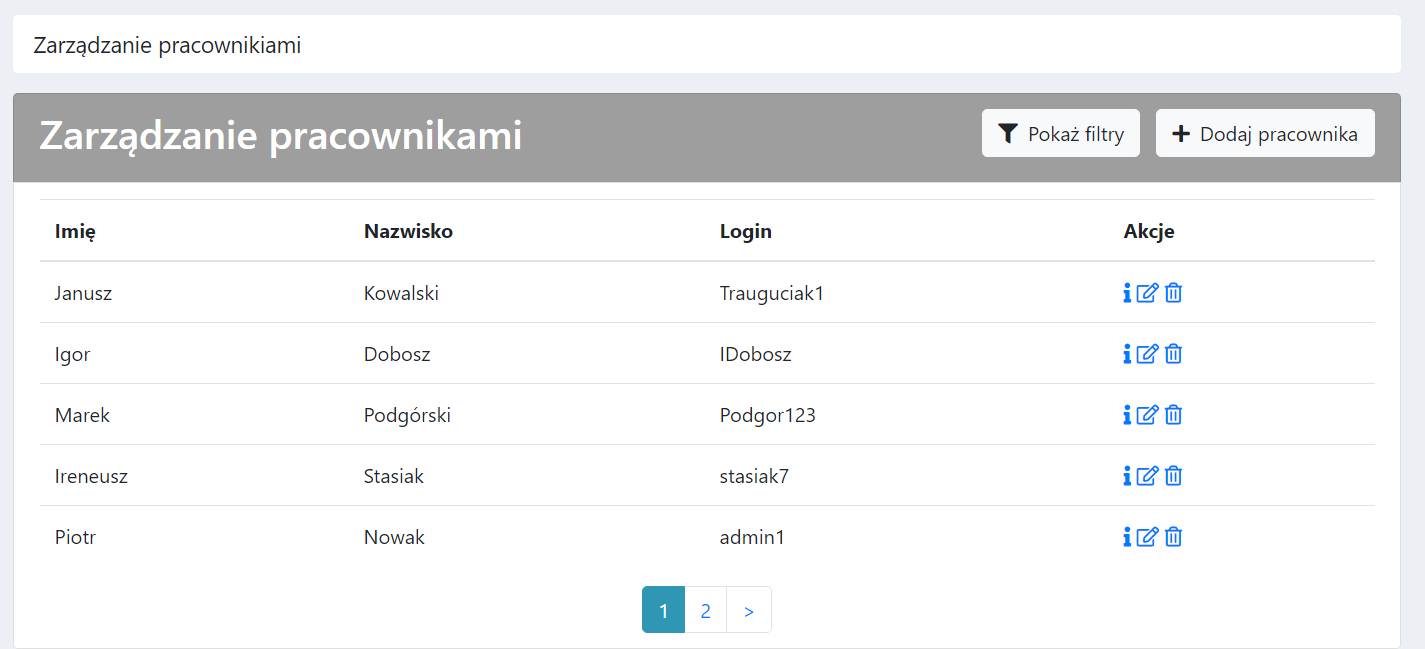 Zarządzanie pracownikiami
Zarządzanie pracownikami
Pokaż filtry
Dodaj pracownika
Imię Nazwisko Login Akcje
Janusz Kowalski Trauguciak1
Igor Dobosz IDobosz
Marek Podgórski Podgor123
Ireneusz Stasiak stasiak7
Piotr Nowak admin1
1 2 >